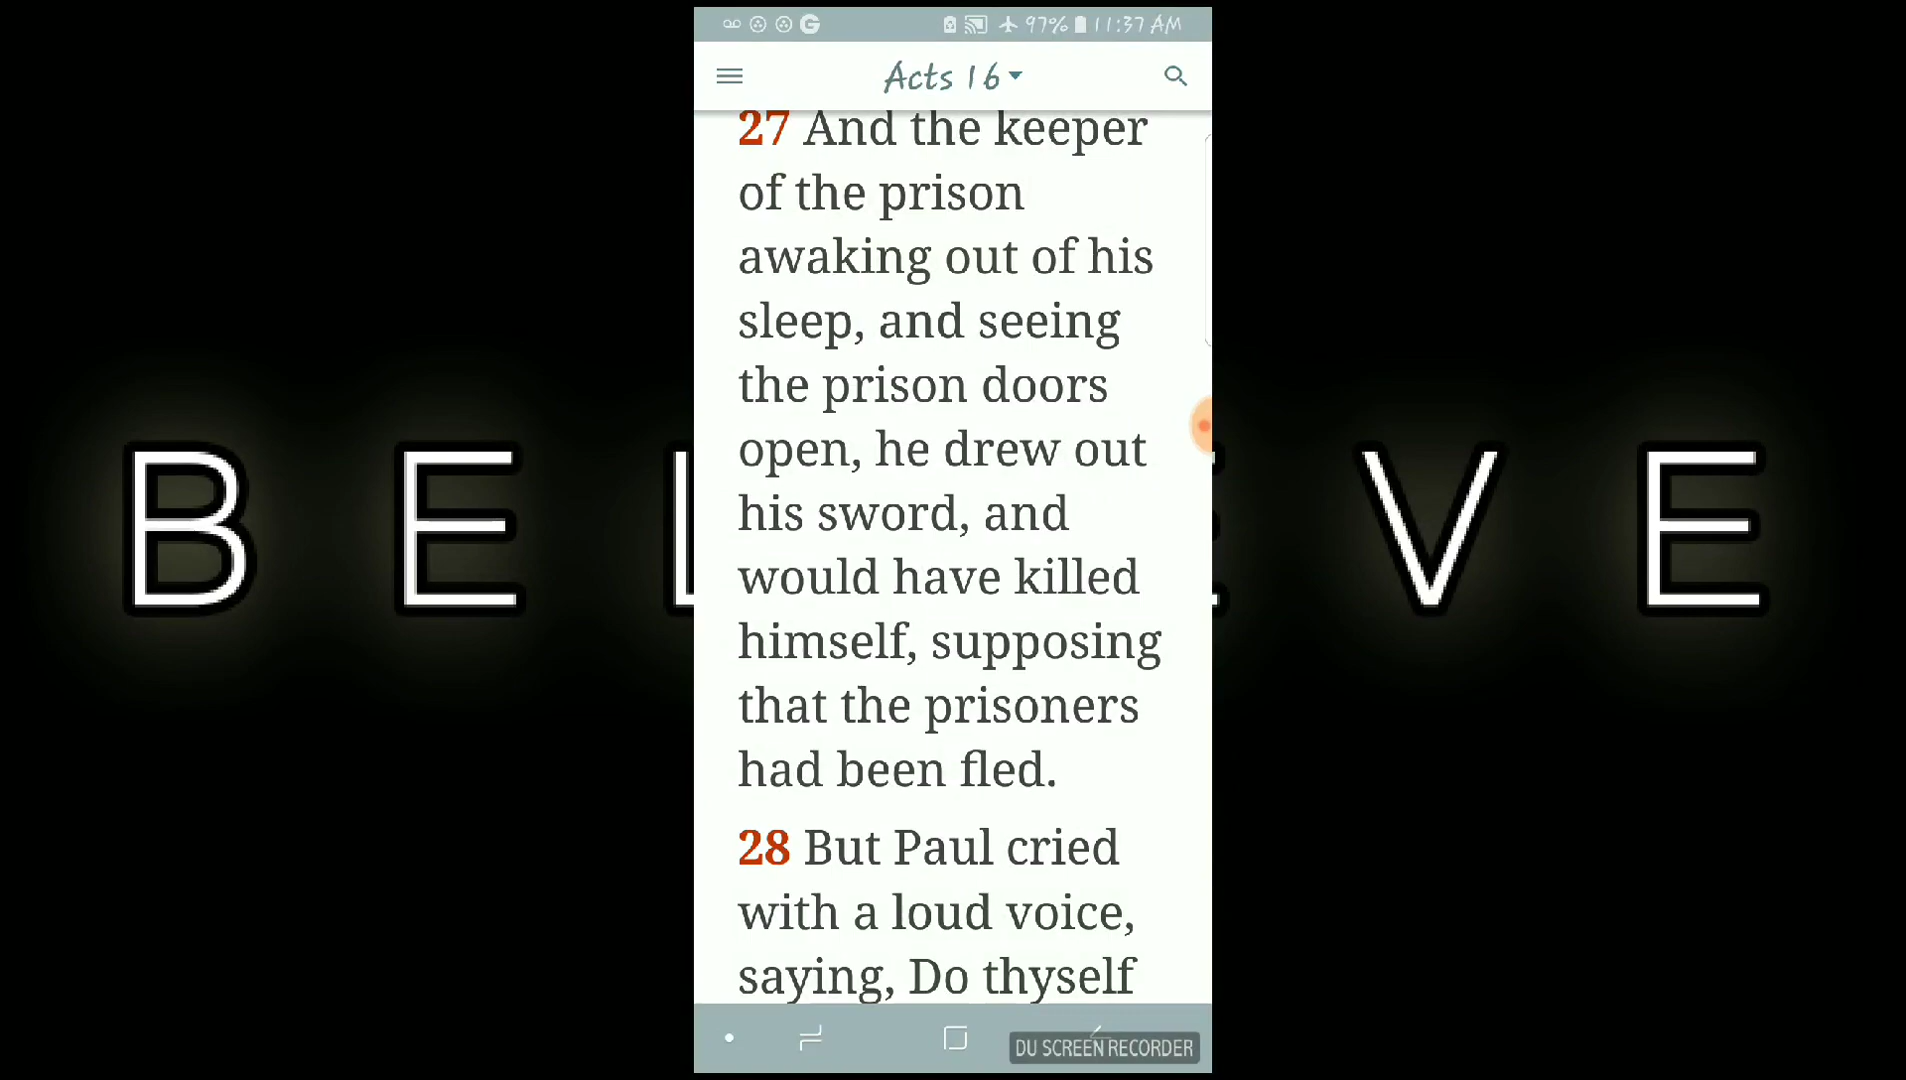 97% 11:37 AM
Acts 16
27 And the keeper
of the prison
awaking out of his
sleep, and seeing
the prison doors
open, he drew out
his sword, and
would have killed
himself, supposing
that the prisoners
had been fled.
28 But Paul cried
with a loud voice,
saying, Do thyself
B E L E V E
DU SCREEN RECORDER